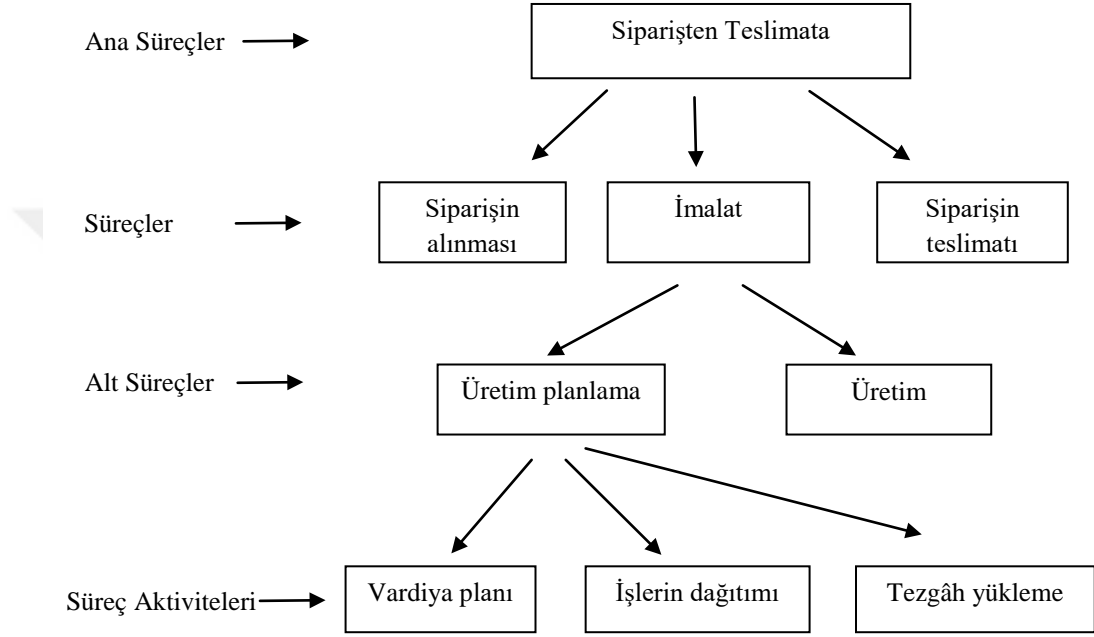 Ana Süreçler
Siparişten Teslimata
Süreçler
Siparişin
alınması
İmalat
Siparişin
teslimatı
Alt Süreçler
Üretim planlama
Üretim
Süreç Aktiviteleri
Vardiya planı
İşlerin dağıtımı
Tezgâh yükleme